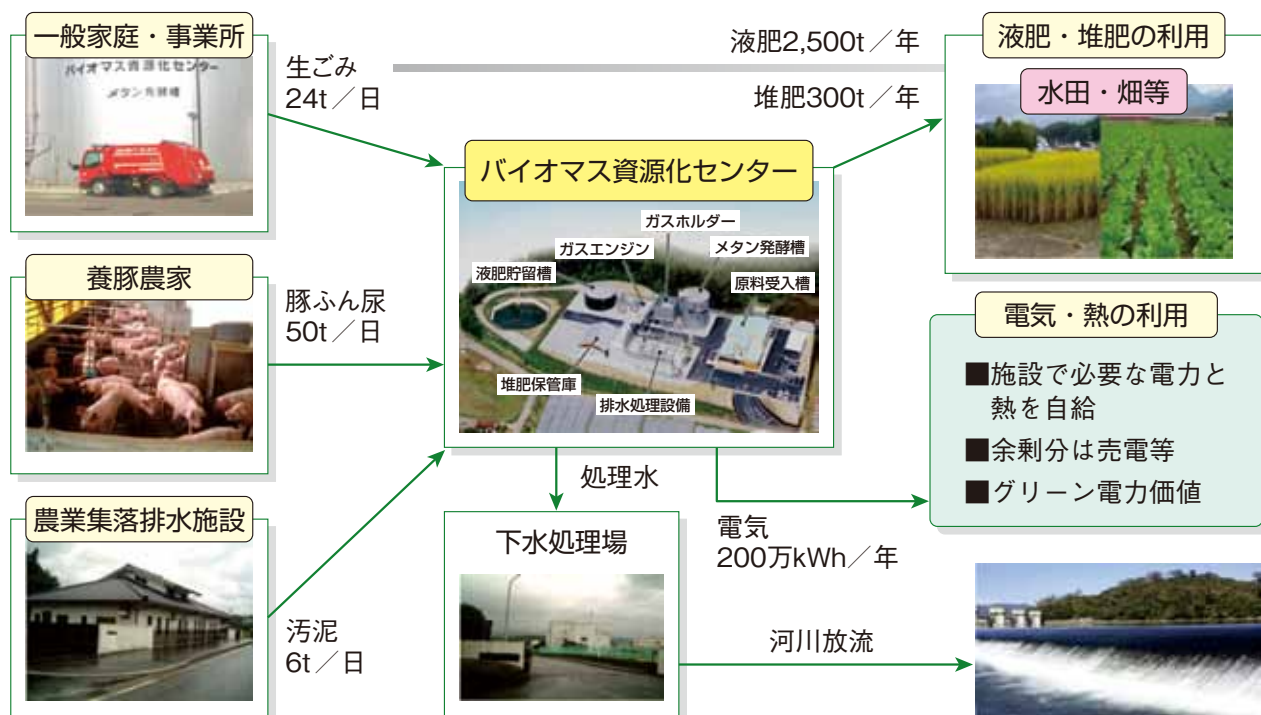 一般家庭・事業所
バイオマス資源化センター
メタン発酵槽
生ごみ
24t／日
液肥2,500t／年
堆肥300t／年
液肥・堆肥の利用
水田・畑等
バイオマス資源化センター
ガスホルダー
ガスエンジン
メタン発酵槽
液肥貯留槽
原料受入槽
堆肥保管庫
排水処理設備
養豚農家
豚ふん尿
50t／日
電気・熱の利用
■施設で必要な電力と
熱を自給
■余剰分は売電等
■グリーン電力価値
農業集落排水施設
汚泥
6t／日
処理水
下水処理場
電気
200万kWh／年
河川放流